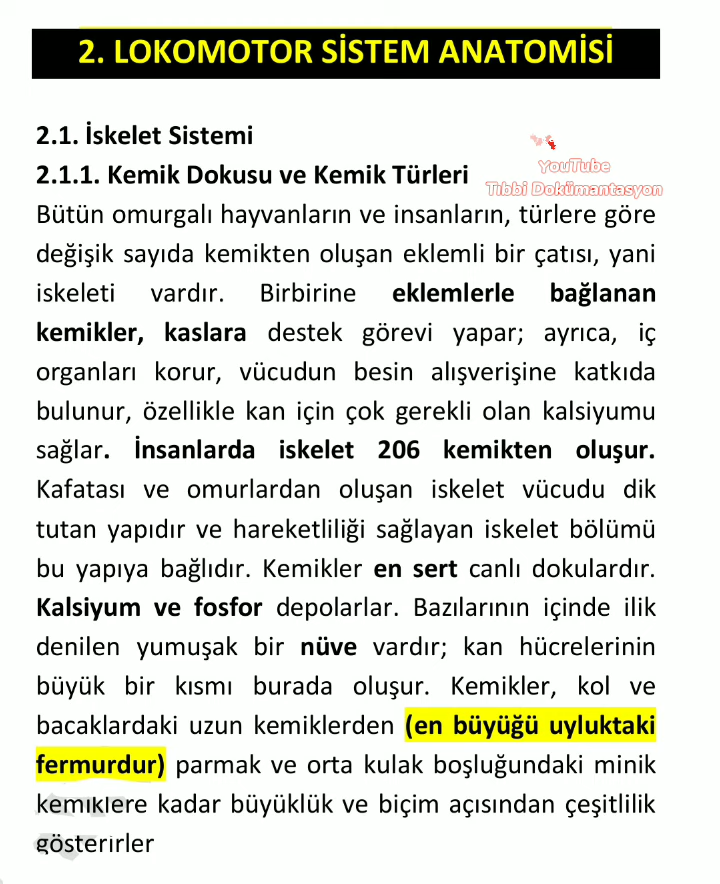 2. LOKOMOTOR SİSTEM ANATOMİSİ
2.1. İskelet Sistemi
2.1.1. Kemik Dokusu ve Kemik Türleri
YouTube
Tıbbi Dokümantasyon
Bütün omurgalı hayvanların ve insanların, türlere göre
değişik sayıda kemikten oluşan eklemli bir çatısı, yani
iskeleti vardır. Birbirine eklemlerle bağlanan
kemikler, kaslara destek görevi yapar; ayrıca, iç
organları korur, vücudun besin alışverişine katkıda
bulunur, özellikle kan için çok gerekli olan kalsiyumu
sağlar. İnsanlarda iskelet 206 kemikten oluşur.
Kafatası ve omurlardan oluşan iskelet vücudu dik
tutan yapıdır ve hareketliliği sağlayan iskelet bölümü
bu yapıya bağlıdır. Kemikler en sert canlı dokulardır.
Kalsiyum ve fosfor depolarlar. Bazılarının içinde ilik
denilen yumuşak bir nüve vardır; kan hücrelerinin
büyük bir kısmı burada oluşur. Kemikler, kol ve
bacaklardaki uzun kemiklerden (en büyüğü uyluktaki
fermurdur) parmak ve orta kulak boşluğundaki minik
kemiklere kadar büyüklük ve biçim açısından çeşitlilik
gösterirler